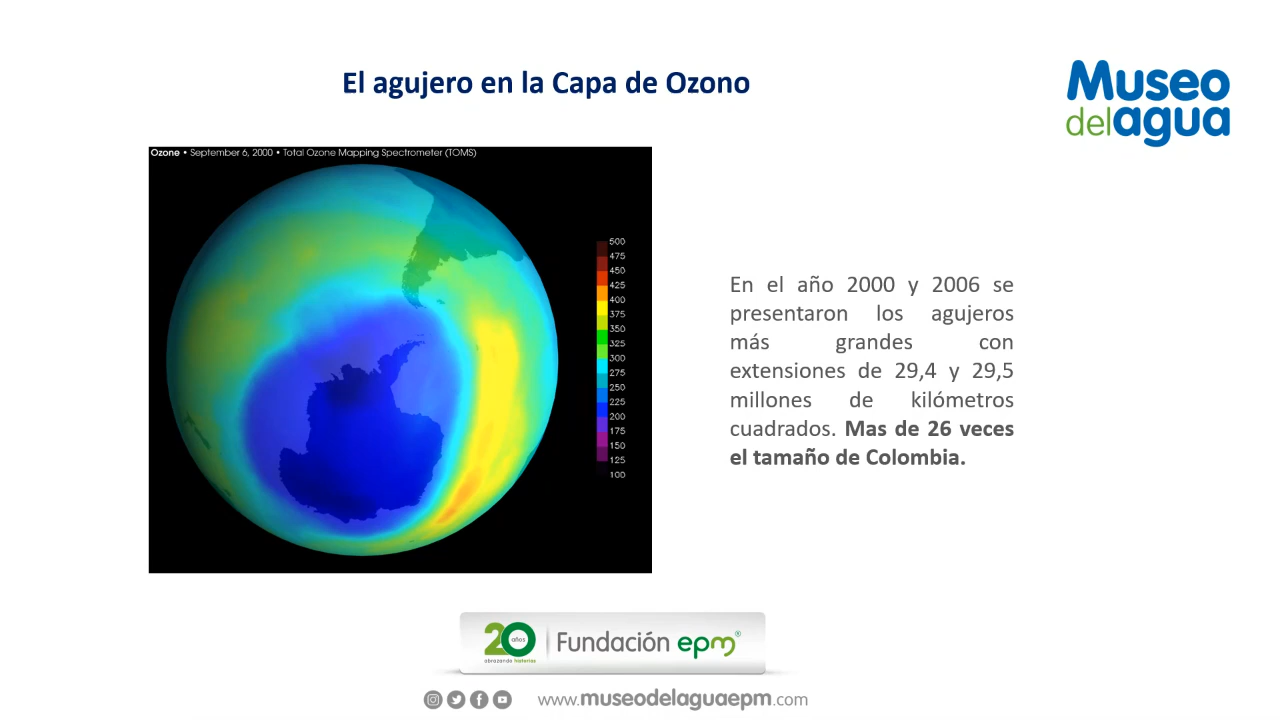 El agujero en la Capa de Ozono
Museo
delagua
Ozone • September 6, 2000 • Total Ozone Mapping Spectrometer (TOMS)
500
475
450
425
400
375
350
325
300
275
250
225
200
175
150
125
100
En el año 2000 y 2006 se
presentaron los agujeros
más grandes con
extensiones de 29,4 y 29,5
millones de kilómetros
cuadrados. Mas de 26 veces
el tamaño de Colombia.
20 años
abrazando historias
Fundación epm®
www.museodelaguaepm.com